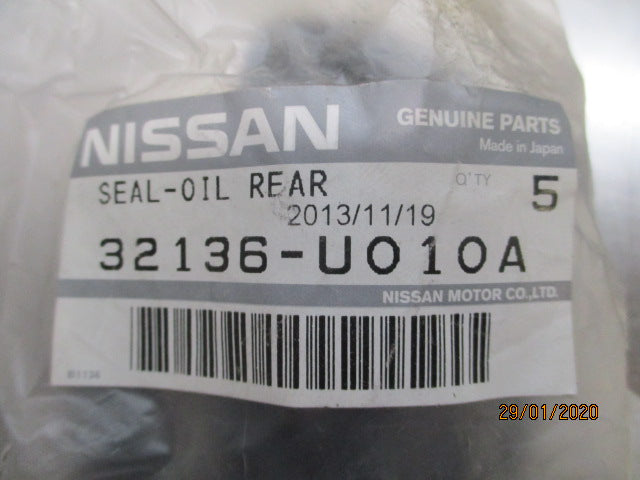 NISSAN
GENUINE PARTS
Made in Japan
SEAL-OIL REAR
Q'TY 5
2013/11/19
32136-U010A
NISSAN MOTOR CO.,LTD.
29/01/2020